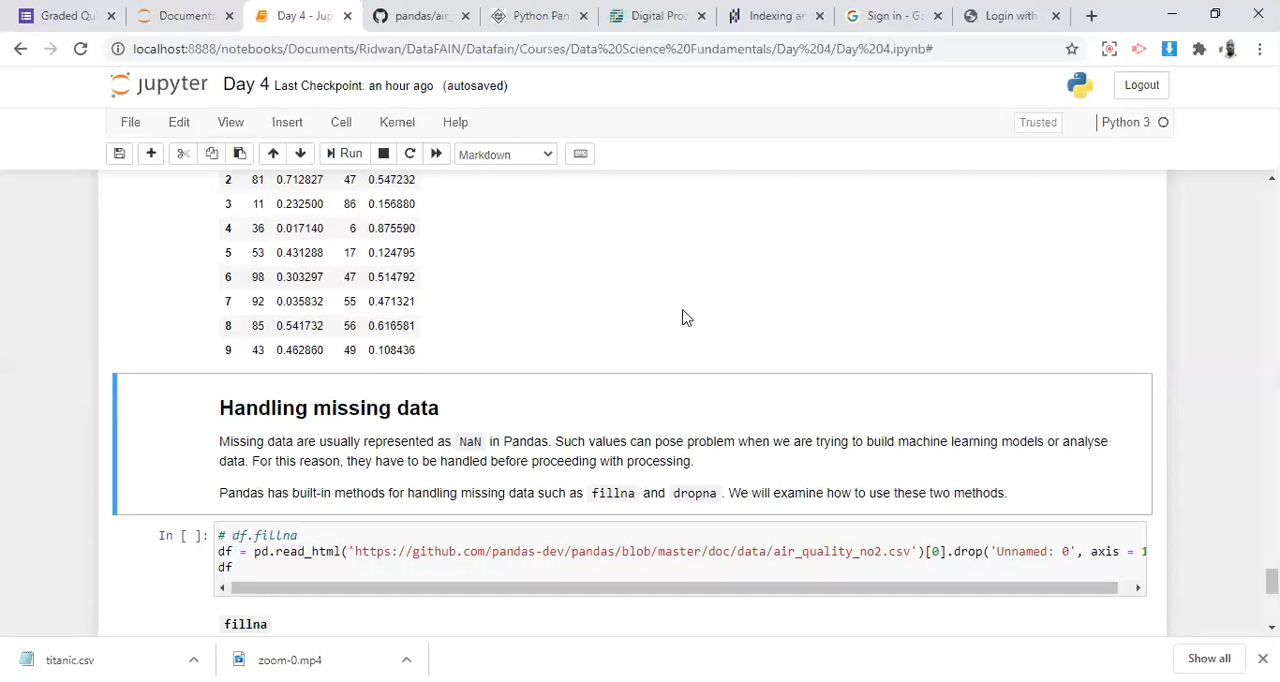 Graded Qu
Documents
Day 4 - Jup
pandas/air_
Python Pan
Digital Pro
Indexing an
Sign in - Go
Login with
localhost:8888/notebooks/Documents/Ridwan/DataFAIN/Datafain/Courses/Data%20Science%20Fundamentals/Day%204/Day%204.ipynb#
jupyter Day 4 Last Checkpoint: an hour ago (autosaved)
Logout
File Edit View Insert Cell Kernel Help
Trusted
Python 3
Run
Markdown
2 81 0.712827 47 0.547232
3 11 0.232500 86 0.156880
4 36 0.017140 6 0.875590
5 53 0.431288 17 0.124795
6 98 0.303297 47 0.514792
7 92 0.035832 55 0.471321
8 85 0.541732 56 0.616581
9 43 0.462860 49 0.108436
Handling missing data
Missing data are usually represented as NaN in Pandas. Such values can pose problem when we are trying to build machine learning models or analyse
data. For this reason, they have to be handled before proceeding with processing.
Pandas has built-in methods for handling missing data such as fillna and dropna . We will examine how to use these two methods.
In [ ]:
# df.fillna
df = pd.read_html('https://github.com/pandas-dev/pandas/blob/master/doc/data/air_quality_no2.csv')[0].drop('Unnamed: 0', axis = 1
df
fillna
titanic.csv
zoom-0.mp4
Show all